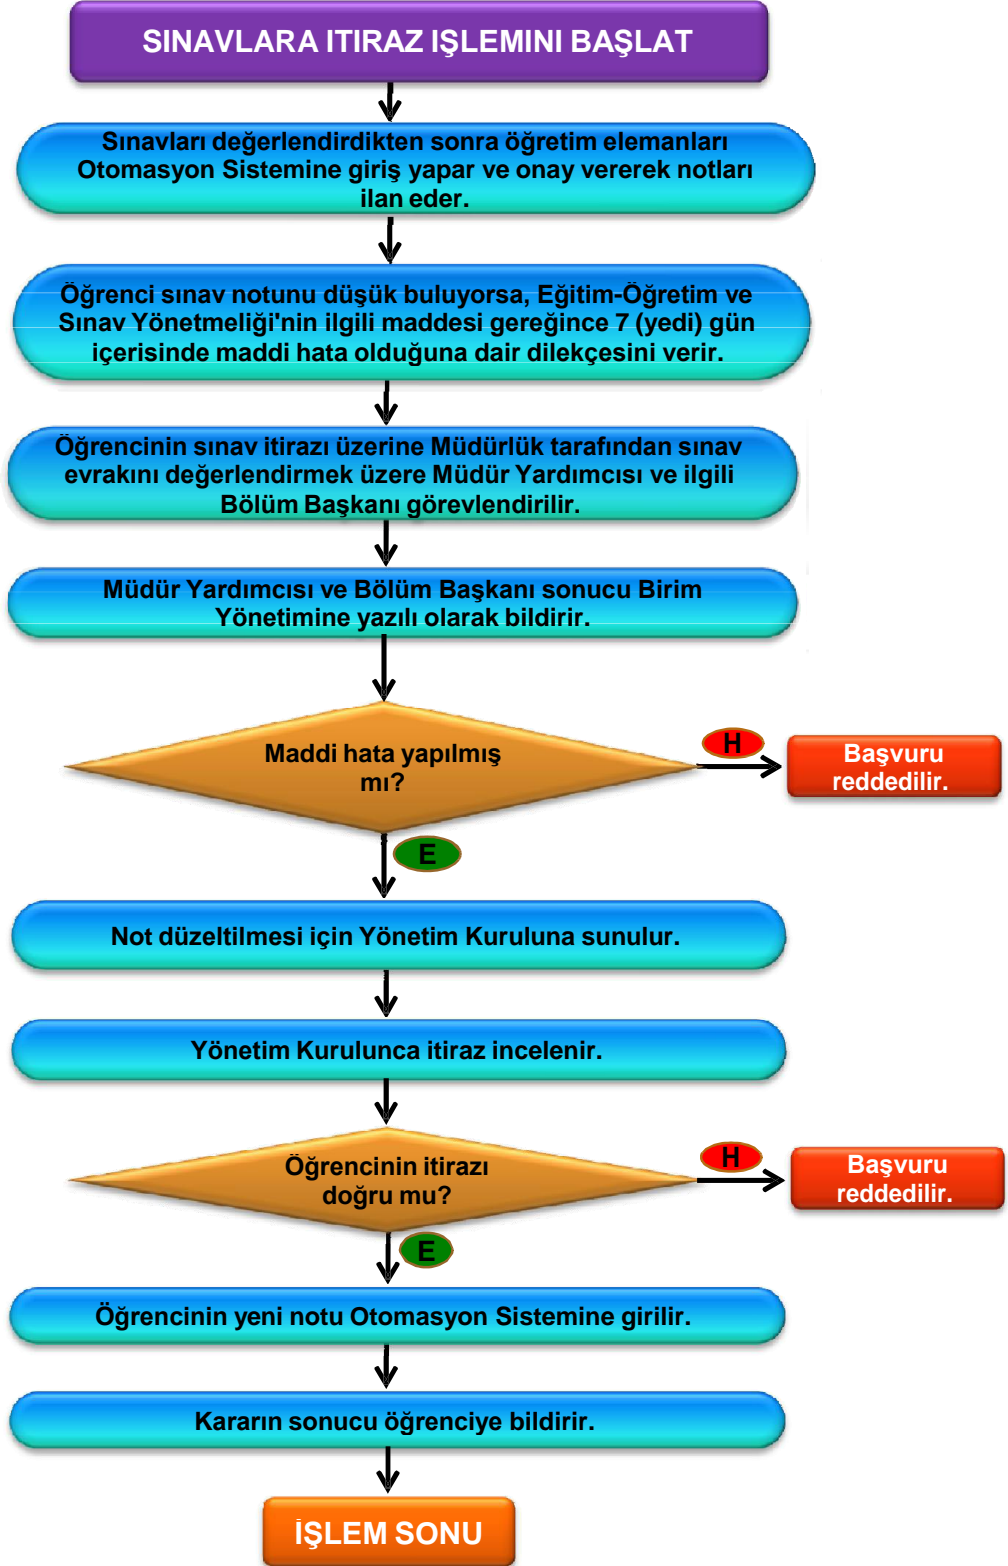 SINAVLARA ITIRAZ IŞLEMINI BAŞLAT
Sınavları değerlendirdikten sonra öğretim elemanları
Otomasyon Sistemine giriş yapar ve onay vererek notları
ilan eder.
Öğrenci sınav notunu düşük buluyorsa, Eğitim-Öğretim ve
Sınav Yönetmeliği'nin ilgili maddesi gereğince 7 (yedi) gün
içerisinde maddi hata olduğuna dair dilekçesini verir.
Öğrencinin sınav itirazı üzerine Müdürlük tarafından sınav
evrakını değerlendirmek üzere Müdür Yardımcısı ve ilgili
Bölüm Başkanı görevlendirilir.
Müdür Yardımcısı ve Bölüm Başkanı sonucu Birim
Yönetimine yazılı olarak bildirir.
Maddi hata yapılmış
mı?
H
Başvuru
reddedilir.
E
Not düzeltilmesi için Yönetim Kuruluna sunulur.
Yönetim Kurulunca itiraz incelenir.
Öğrencinin itirazı
doğru mu?
H
Başvuru
reddedilir.
E
Öğrencinin yeni notu Otomasyon Sistemine girilir.
Kararın sonucu öğrenciye bildirir.
İŞLEM SONU